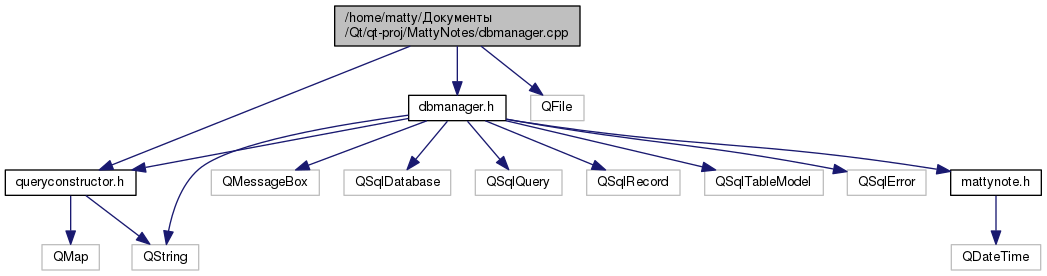 /home/matty/Документы
/Qt/qt-proj/MattyNotes/dbmanager.cpp
dbmanager.h
QFile
queryconstructor.h
QMessageBox
QSqlDatabase
QSqlQuery
QSqlRecord
QSqlTableModel
QSqlError
mattynote.h
QMap
QString
QDateTime